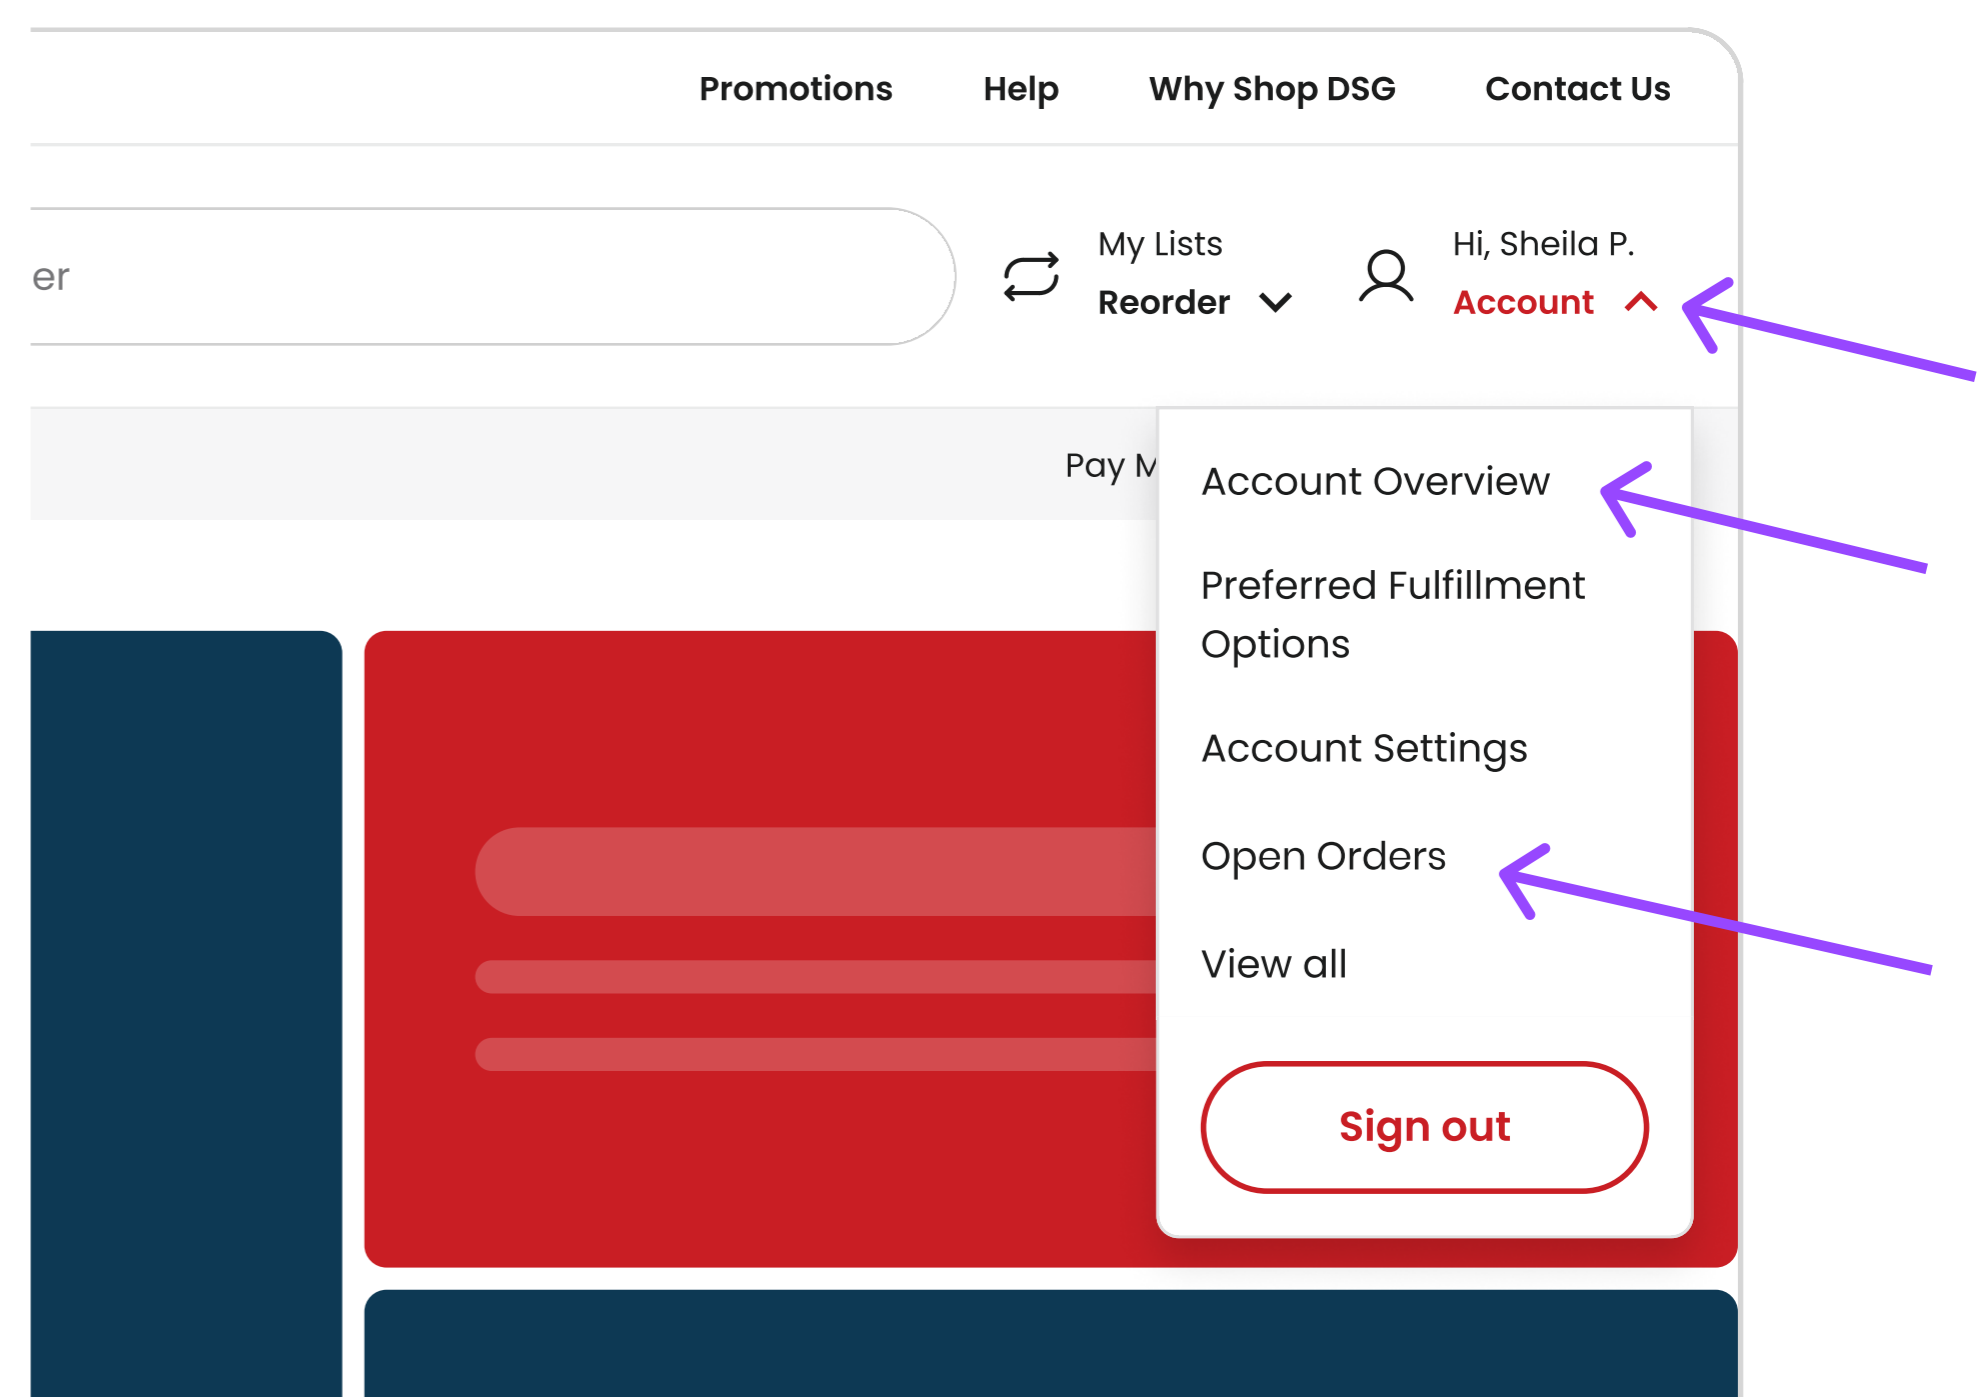 Promotions Help Why Shop DSG Contact Us
er
My Lists
Reorder
Hi, Sheila P.
Account
Pay M
Account Overview
Preferred Fulfillment
Options
Account Settings
Open Orders
View all
Sign out